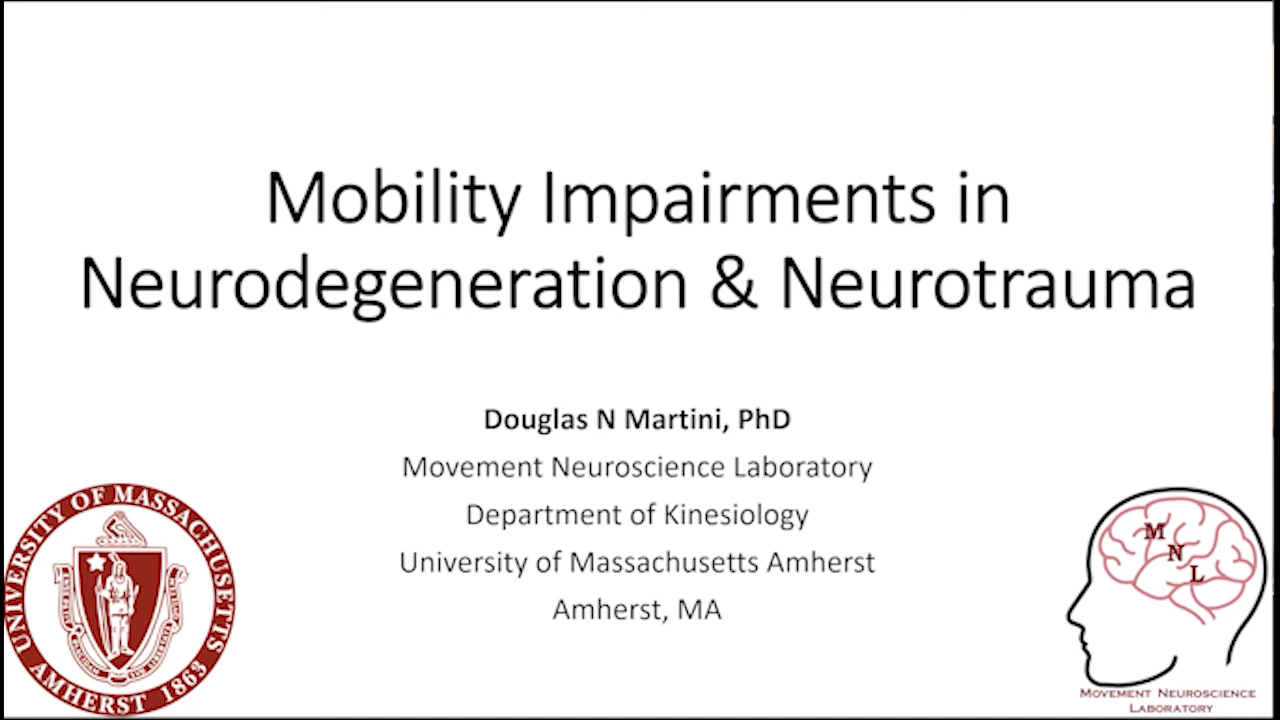 Mobility Impairments in
Neurodegeneration & Neurotrauma
Douglas N Martini, PhD
Movement Neuroscience Laboratory
Department of Kinesiology
University of Massachusetts Amherst
Amherst, MA
UNIVERSITY OF MASSACHUSETTS
AMHERST 1863
M
N
L
MOVEMENT NEUROSCIENCE
LABORATORY